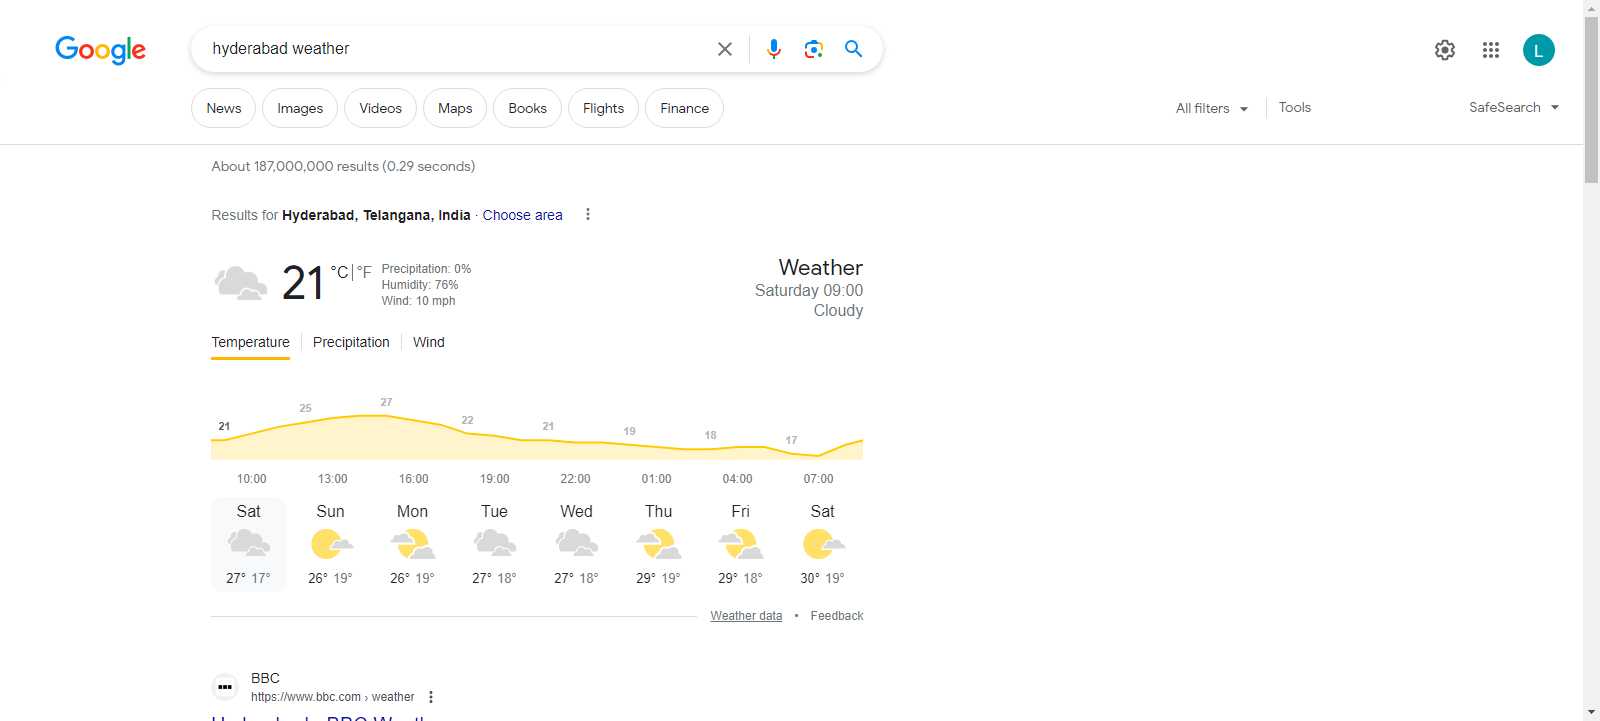 Google
hyderabad weather
L
News Images Videos Maps Books Flights Finance
All filters Tools SafeSearch
About 187,000,000 results (0.29 seconds)
Results for Hyderabad, Telangana, India · Choose area
21 °C|°F
Precipitation: 0%
Humidity: 76%
Wind: 10 mph
Weather
Saturday 09:00
Cloudy
Temperature Precipitation Wind
21 25 27 22 21 19 18 17
10:00 13:00 16:00 19:00 22:00 01:00 04:00 07:00
Sat Sun Mon Tue Wed Thu Fri Sat
27° 17° 26° 19° 26° 19° 27° 18° 27° 18° 29° 19° 29° 18° 30° 19°
Weather data • Feedback
BBC
https://www.bbc.com › weather